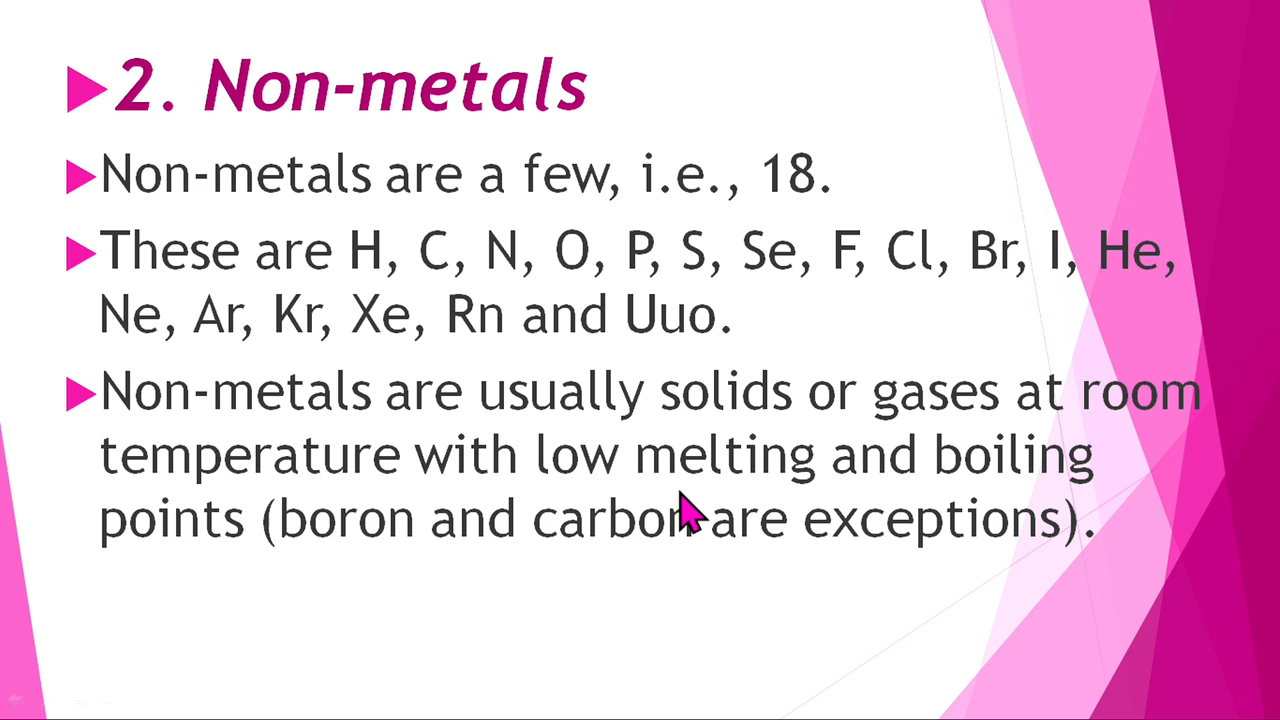 2. Non-metals
Non-metals are a few, i.e., 18.
These are H, C, N, O, P, S, Se, F, Cl, Br, I, He,
Ne, Ar, Kr, Xe, Rn and Uuo.
Non-metals are usually solids or gases at room
temperature with low melting and boiling
points (boron and carbon are exceptions).